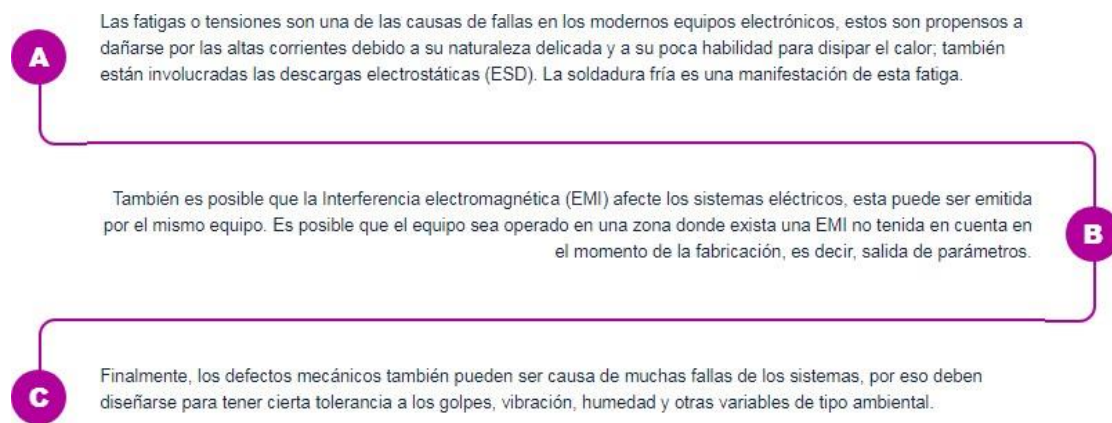 A
Las fatigas o tensiones son una de las causas de fallas en los modernos equipos electrónicos, estos son propensos a
dañarse por las altas corrientes debido a su naturaleza delicada y a su poca habilidad para disipar el calor; también
están involucradas las descargas electrostáticas (ESD). La soldadura fría es una manifestación de esta fatiga.
También es posible que la Interferencia electromagnética (EMI) afecte los sistemas eléctricos, esta puede ser emitida
por el mismo equipo. Es posible que el equipo sea operado en una zona donde exista una EMI no tenida en cuenta en
el momento de la fabricación, es decir, salida de parámetros.
B
Finalmente, los defectos mecánicos también pueden ser causa de muchas fallas de los sistemas, por eso deben
diseñarse para tener cierta tolerancia a los golpes, vibración, humedad y otras variables de tipo ambiental.
C